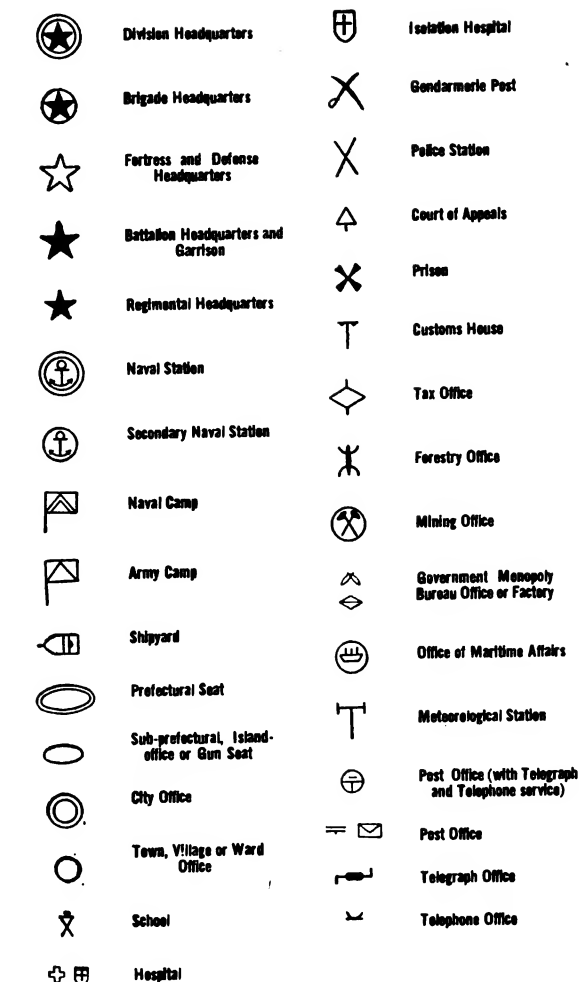 Division Headquarters
Brigade Headquarters
Fortress and Defense
Headquarters
Battalion Headquarters and
Garrison
Regimental Headquarters
Naval Station
Secondary Naval Station
Naval Camp
Army Camp
Shipyard
Prefectural Seat
Sub-prefectural, Island-
office or Gun Seat
City Office
Town, Village or Ward
Office
School
Hospital
Isolation Hospital
Gendarmerie Post
Police Station
Court of Appeals
Prison
Customs House
Tax Office
Forestry Office
Mining Office
Government Monopoly
Bureau Office or Factory
Office of Maritime Affairs
Meteorological Station
Post Office (with Telegraph
and Telephone service)
Post Office
Telegraph Office
Telephone Office